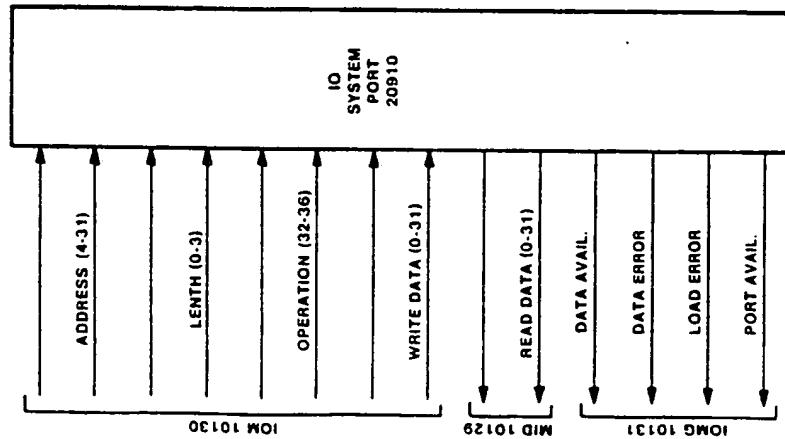 IO
SYSTEM
PORT
20910
ADDRESS (4-31)
LENTH (0-3)
OPERATION (32-36)
WRITE DATA (0-31)
READ DATA (0-31)
DATA AVAIL.
DATA ERROR
LOAD ERROR
PORT AVAIL.
IOM 10130
MID 10129
IOMG 10131